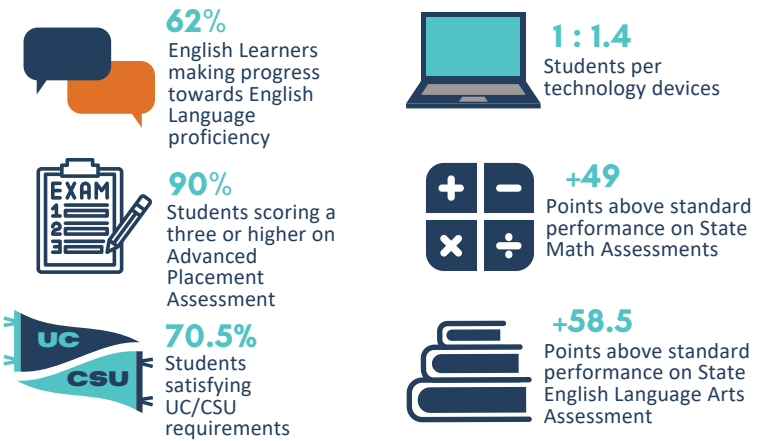 62%
English Learners
making progress
towards English
Language
proficiency
1 : 1.4
Students per
technology devices
EXAM
1
2
3
90%
Students scoring a
three or higher on
Advanced
Placement
Assessment
+49
Points above standard
performance on State
Math Assessments
UC
CSU
70.5%
Students
satisfying
UC/CSU
requirements
+58.5
Points above standard
performance on State
English Language Arts
Assessment